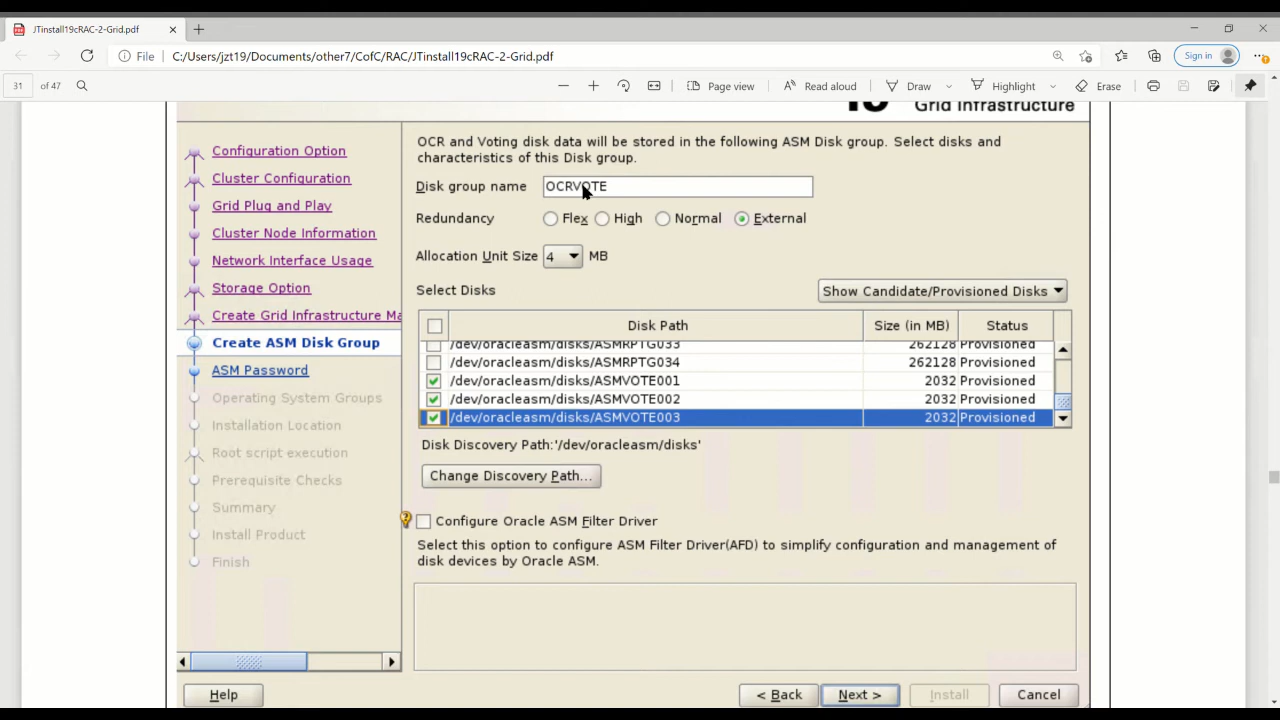 JTinstall19cRAC-2-Grid.pdf
File C:/Users/jzt19/Documents/other7/CofC/RAC/JTinstall19cRAC-2-Grid.pdf Sign in
31 of 47 Page view Read aloud Draw Highlight Erase
Grid Infrastructure
Configuration Option
Cluster Configuration
Grid Plug and Play
Cluster Node Information
Network Interface Usage
Storage Option
Create Grid Infrastructure Ma
Create ASM Disk Group
ASM Password
Operating System Groups
Installation Location
Root script execution
Prerequisite Checks
Summary
Install Product
Finish
OCR and Voting disk data will be stored in the following ASM Disk group. Select disks and
characteristics of this Disk group.
Disk group name OCRVOTE
Redundancy Flex High Normal External
Allocation Unit Size 4 MB
Select Disks Show Candidate/Provisioned Disks
Disk Path Size (in MB) Status
/dev/oracleasm/disks/ASMRPTG033 262128 Provisioned
/dev/oracleasm/disks/ASMRPTG034 262128 Provisioned
/dev/oracleasm/disks/ASMVOTE001 2032 Provisioned
/dev/oracleasm/disks/ASMVOTE002 2032 Provisioned
/dev/oracleasm/disks/ASMVOTE003 2032 Provisioned
Disk Discovery Path:'/dev/oracleasm/disks'
Change Discovery Path...
Configure Oracle ASM Filter Driver
Select this option to configure ASM Filter Driver(AFD) to simplify configuration and management of
disk devices by Oracle ASM.
Help < Back Next > Install Cancel